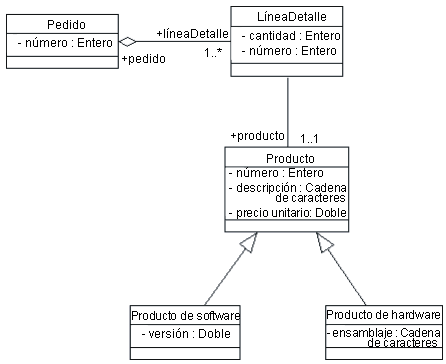 Pedido
- número : Entero
+pedido
+líneaDetalle
1..*
LíneaDetalle
- cantidad : Entero
- número : Entero
+producto
1..1
Producto
- número : Entero
- descripción : Cadena
de caracteres
- precio unitario: Doble
Producto de software
- versión : Doble
Producto de hardware
- ensamblaje : Cadena
de caracteres